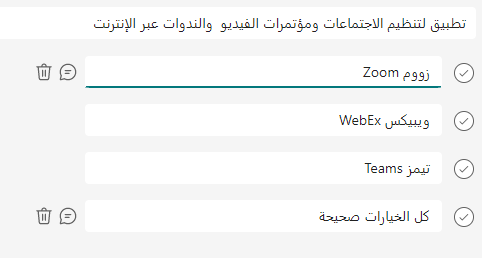 تطبيق لتنظيم الاجتماعات ومؤتمرات الفيديو والندوات عبر الإنترنت
زووم Zoom
ويبيكس WebEx
تيمز Teams
كل الخيارات صحيحة